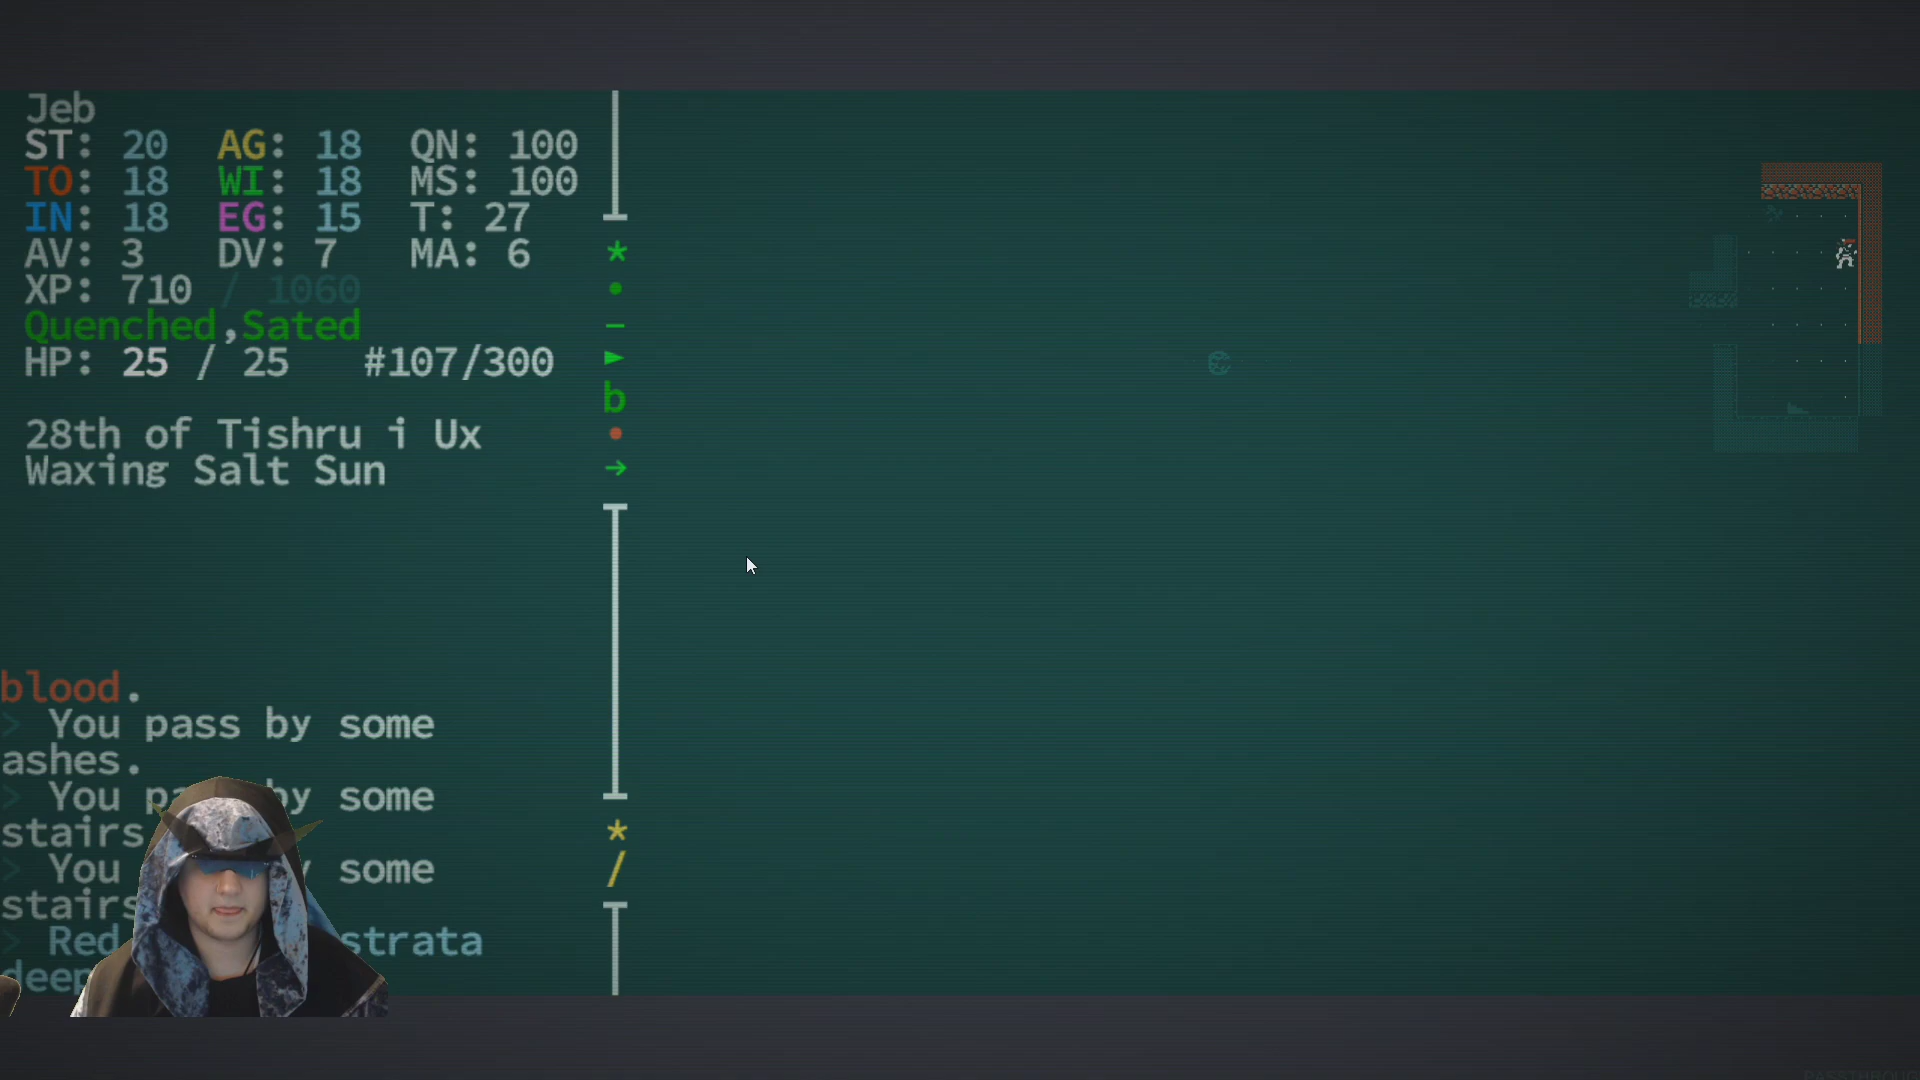 Jeb
ST: 20 AG: 18 QN: 100
TO: 18 WI: 18 MS: 100
IN: 18 EG: 15 T: 27
AV: 3 DV: 7 MA: 6
XP: 710 / 1060
Quenched,Sated
HP: 25 / 25 #107/300
b
28th of Tishru i Ux
Waxing Salt Sun
blood.
> You pass by some
ashes.
> You by some
stairs
> You some
stairs
> Red strata